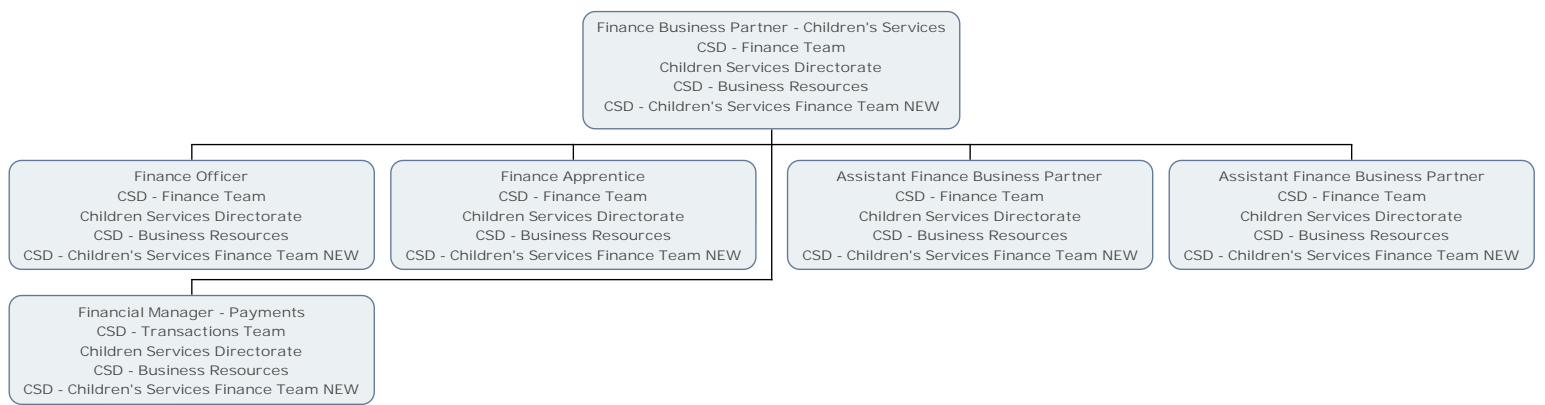 Finance Business Partner - Children's Services
CSD - Finance Team
Children Services Directorate
CSD - Business Resources
CSD - Children's Services Finance Team NEW
Finance Officer
CSD - Finance Team
Children Services Directorate
CSD - Business Resources
CSD - Children's Services Finance Team NEW
Finance Apprentice
CSD - Finance Team
Children Services Directorate
CSD - Business Resources
CSD - Children's Services Finance Team NEW
Assistant Finance Business Partner
CSD - Finance Team
Children Services Directorate
CSD - Business Resources
CSD - Children's Services Finance Team NEW
Assistant Finance Business Partner
CSD - Finance Team
Children Services Directorate
CSD - Business Resources
CSD - Children's Services Finance Team NEW
Financial Manager - Payments
CSD - Transactions Team
Children Services Directorate
CSD - Business Resources
CSD - Children's Services Finance Team NEW